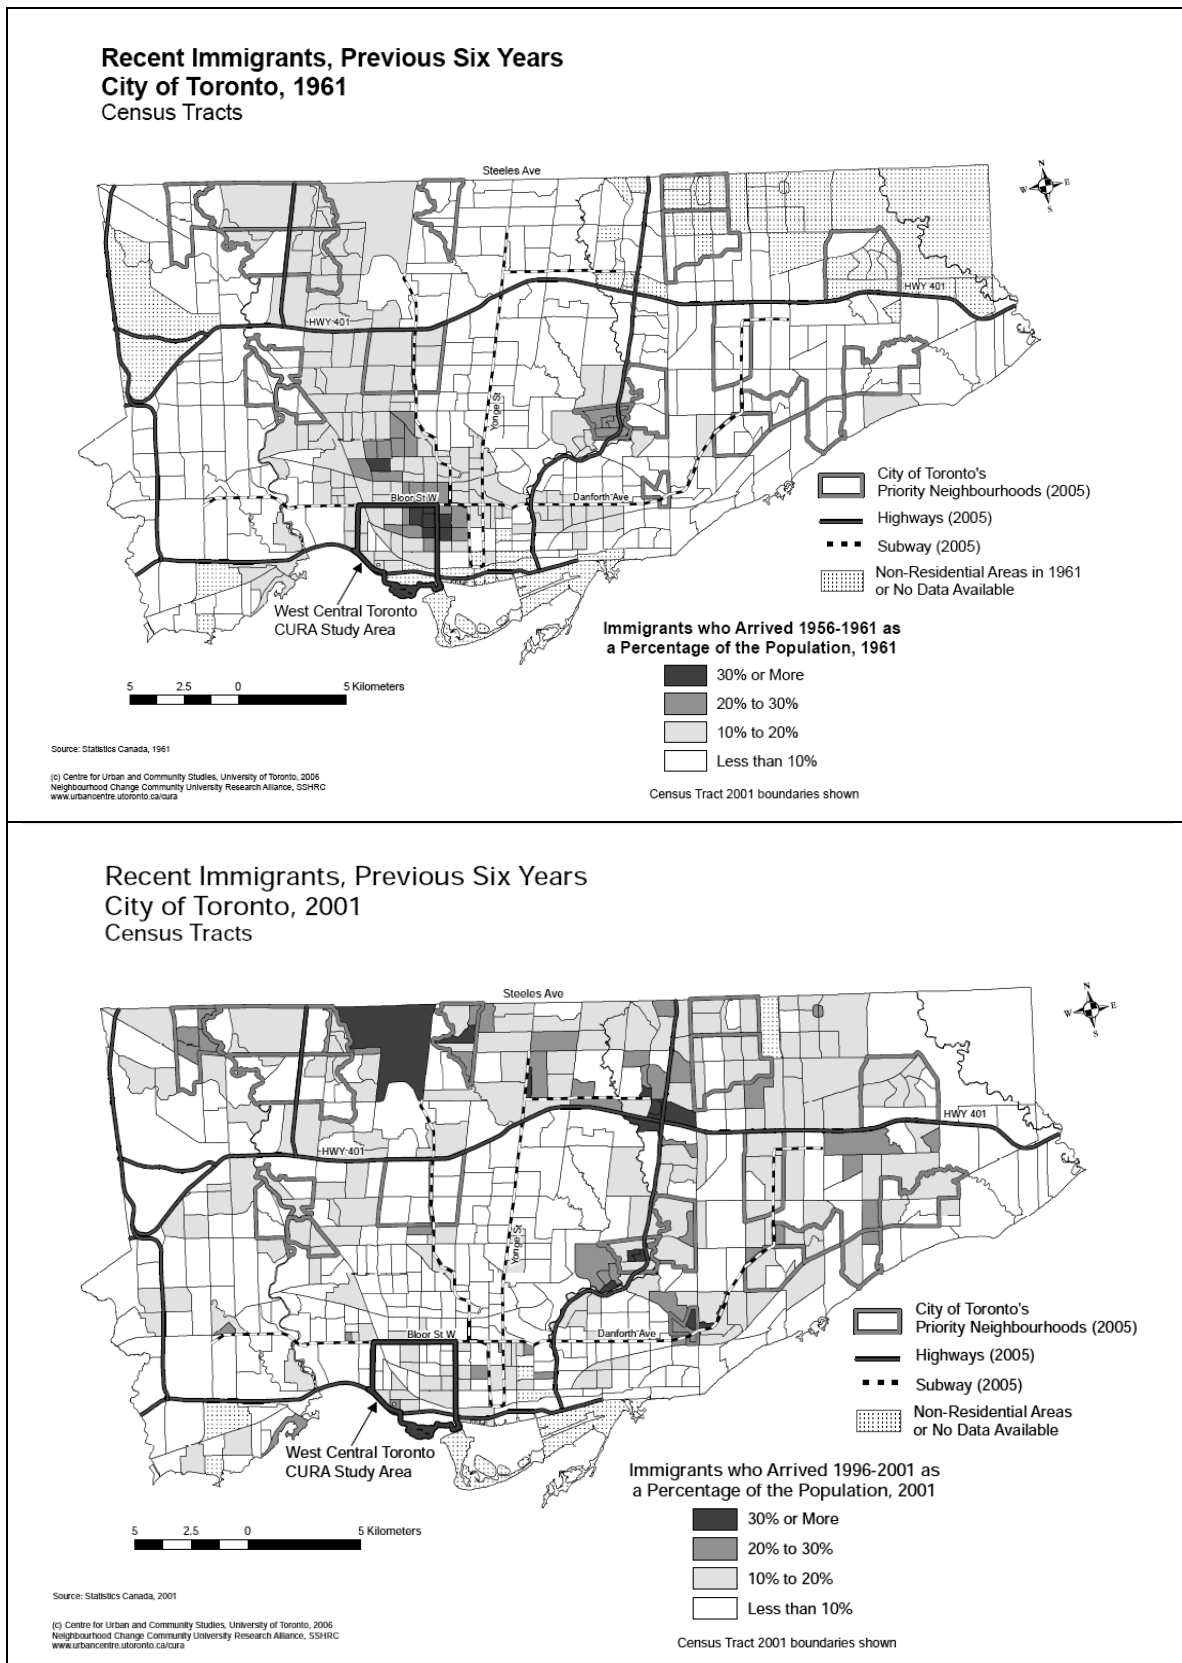 Recent Immigrants, Previous Six Years
City of Toronto, 1961
Census Tracts
Steeles Ave
N
W E
S
HWY 401
HWY 401
Yonge St
Bloor St W
Danforth Ave
West Central Toronto
CURA Study Area
City of Toronto's
Priority Neighbourhoods (2005)
Highways (2005)
Subway (2005)
Non-Residential Areas in 1961
or No Data Available
Immigrants who Arrived 1956-1961 as
a Percentage of the Population, 1961
30% or More
20% to 30%
10% to 20%
Less than 10%
5 2.5 0 5 Kilometers
Source: Statistics Canada, 1961
(c) Centre for Urban and Community Studies, University of Toronto, 2006
Neighbourhood Change Community University Research Alliance, SSHRC
www.urbancentre.utoronto.ca/cura
Census Tract 2001 boundaries shown
Recent Immigrants, Previous Six Years
City of Toronto, 2001
Census Tracts
Steeles Ave
N
W E
S
HWY 401
HWY 401
Yonge St
Bloor St W
Danforth Ave
West Central Toronto
CURA Study Area
City of Toronto's
Priority Neighbourhoods (2005)
Highways (2005)
Subway (2005)
Non-Residential Areas
or No Data Available
Immigrants who Arrived 1996-2001 as
a Percentage of the Population, 2001
30% or More
20% to 30%
10% to 20%
Less than 10%
5 2.5 0 5 Kilometers
Source: Statistics Canada, 2001
(c) Centre for Urban and Community Studies, University of Toronto, 2006
Neighbourhood Change Community University Research Alliance, SSHRC
www.urbancentre.utoronto.ca/cura
Census Tract 2001 boundaries shown